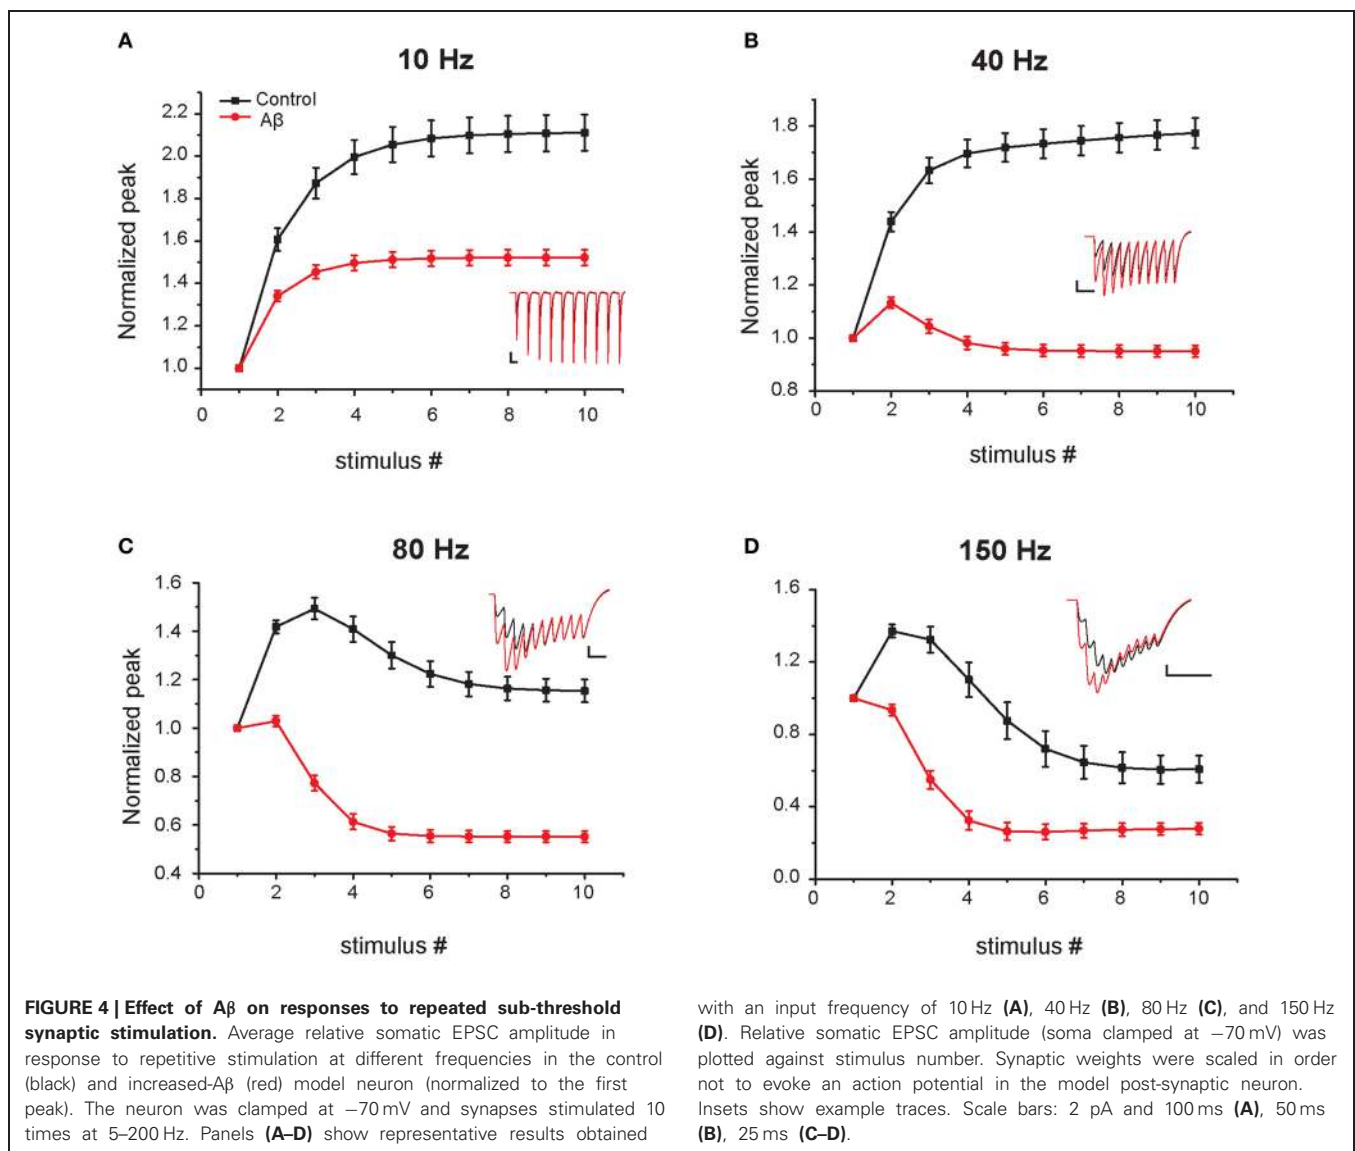 A
10 Hz
Control
Aβ
2.2
2.0
1.8
1.6
1.4
1.2
1.0
Normalized peak
0 2 4 6 8 10
stimulus #
B
40 Hz
1.8
1.6
1.4
1.2
1.0
0.8
Normalized peak
0 2 4 6 8 10
stimulus #
C
80 Hz
1.6
1.4
1.2
1.0
0.8
0.6
0.4
Normalized peak
0 2 4 6 8 10
stimulus #
D
150 Hz
1.6
1.2
0.8
0.4
0.0
0 2 4 6 8 10
stimulus #
FIGURE 4 | Effect of Aβ on responses to repeated sub-threshold
synaptic stimulation. Average relative somatic EPSC amplitude in
response to repetitive stimulation at different frequencies in the control
(black) and increased-Aβ (red) model neuron (normalized to the first
peak). The neuron was clamped at −70 mV and synapses stimulated 10
times at 5–200 Hz. Panels (A–D) show representative results obtained
with an input frequency of 10 Hz (A), 40 Hz (B), 80 Hz (C), and 150 Hz
(D). Relative somatic EPSC amplitude (soma clamped at −70 mV) was
plotted against stimulus number. Synaptic weights were scaled in order
not to evoke an action potential in the model post-synaptic neuron.
Insets show example traces. Scale bars: 2 pA and 100 ms (A), 50 ms
(B), 25 ms (C–D).